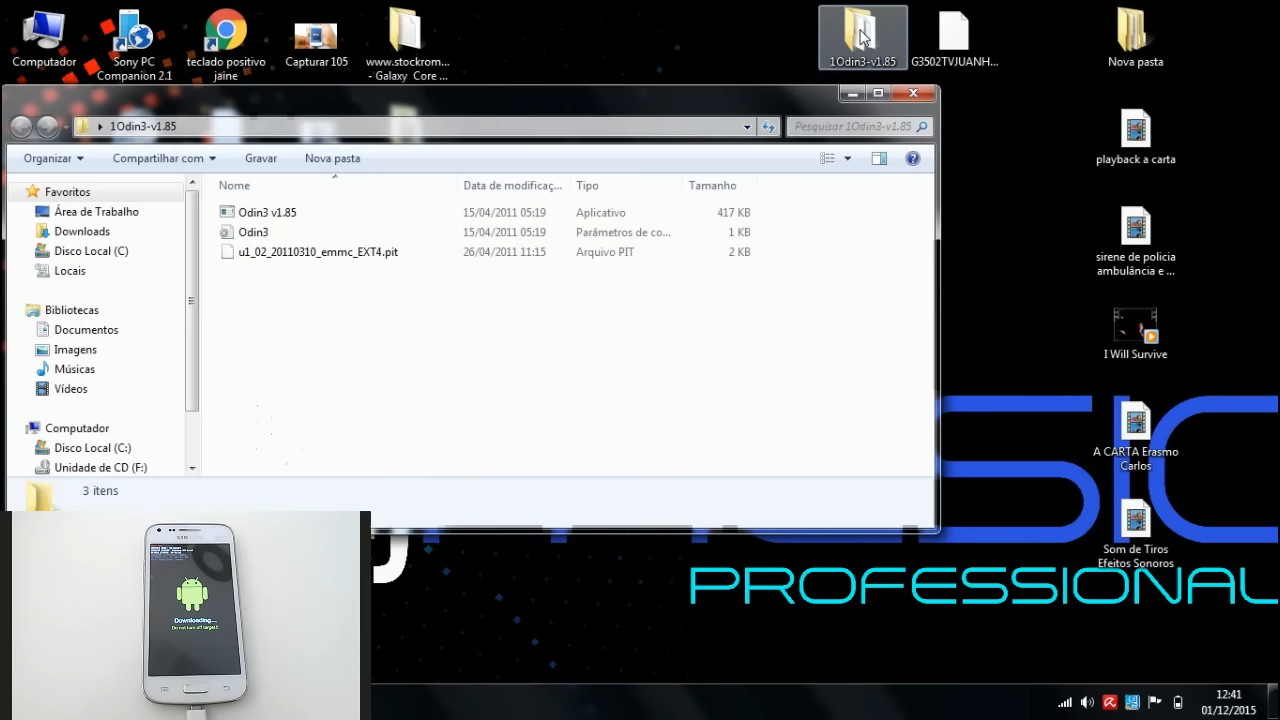 Computador
Sony PC
Companion 2.1
teclado positivo
jaine
Capturar 105
www.stockrom...
- Galaxy Core ...
1Odin3-v1.85
G3502TVJUANH...
Nova pasta
1Odin3-v1.85
Pesquisar 1Odin3-v1.85
Organizar
Compartilhar com
Gravar
Nova pasta
Nome
Data de modificaç...
Tipo
Tamanho
Odin3 v1.85
15/04/2011 05:19
Aplicativo
417 KB
Odin3
15/04/2011 05:19
Parâmetros de co...
1 KB
u1_02_20110310_emmc_EXT4.pit
26/04/2011 11:15
Arquivo PIT
2 KB
Favoritos
Área de Trabalho
Downloads
Disco Local (C)
Locais
Bibliotecas
Documentos
Imagens
Músicas
Vídeos
Computador
Disco Local (C:)
Unidade de CD (F:)
3 itens
playback a carta
sirene de policia
ambulância e ...
I Will Survive
A CARTA Erasmo
Carlos
Som de Tiros
Efeitos Sonoros
PROFESSIONAL
Downloading...
Do not turn off target!!
12:41
01/12/2015